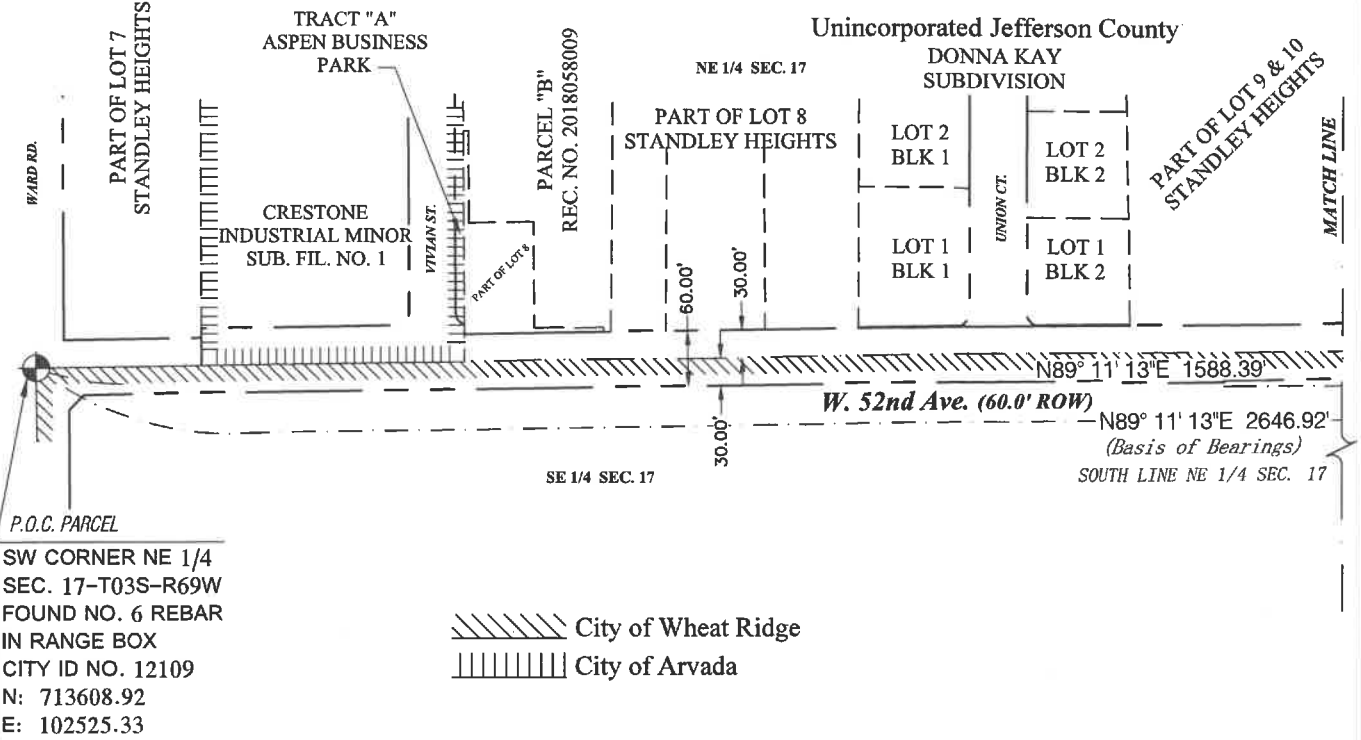 PART OF LOT 7
STANDLEY HEIGHTS
TRACT "A"
ASPEN BUSINESS
PARK
PARCEL "B"
REC. NO. 2018058009
NE 1/4 SEC. 17
Unincorporated Jefferson County
DONNA KAY
SUBDIVISION
PART OF LOT 9 & 10
STANDLEY HEIGHTS
WARD RD.
CRESTONE
INDUSTRIAL MINOR
SUB. FIL. NO. 1
VIVIAN ST.
PART OF LOT 8
PART OF LOT 8
STANDLEY HEIGHTS
LOT 2
BLK 1
LOT 1
BLK 1
UNION CT.
LOT 2
BLK 2
LOT 1
BLK 2
MATCH LINE
60.00'
30.00'
N89° 11' 13"E 1588.39'
W. 52nd Ave. (60.0' ROW)
30.00'
N89° 11' 13"E 2646.92'
(Basis of Bearings)
SOUTH LINE NE 1/4 SEC. 17
SE 1/4 SEC. 17
P.O.C. PARCEL
SW CORNER NE 1/4
SEC. 17-T03S-R69W
FOUND NO. 6 REBAR
IN RANGE BOX
CITY ID NO. 12109
N: 713608.92
E: 102525.33
City of Wheat Ridge
City of Arvada